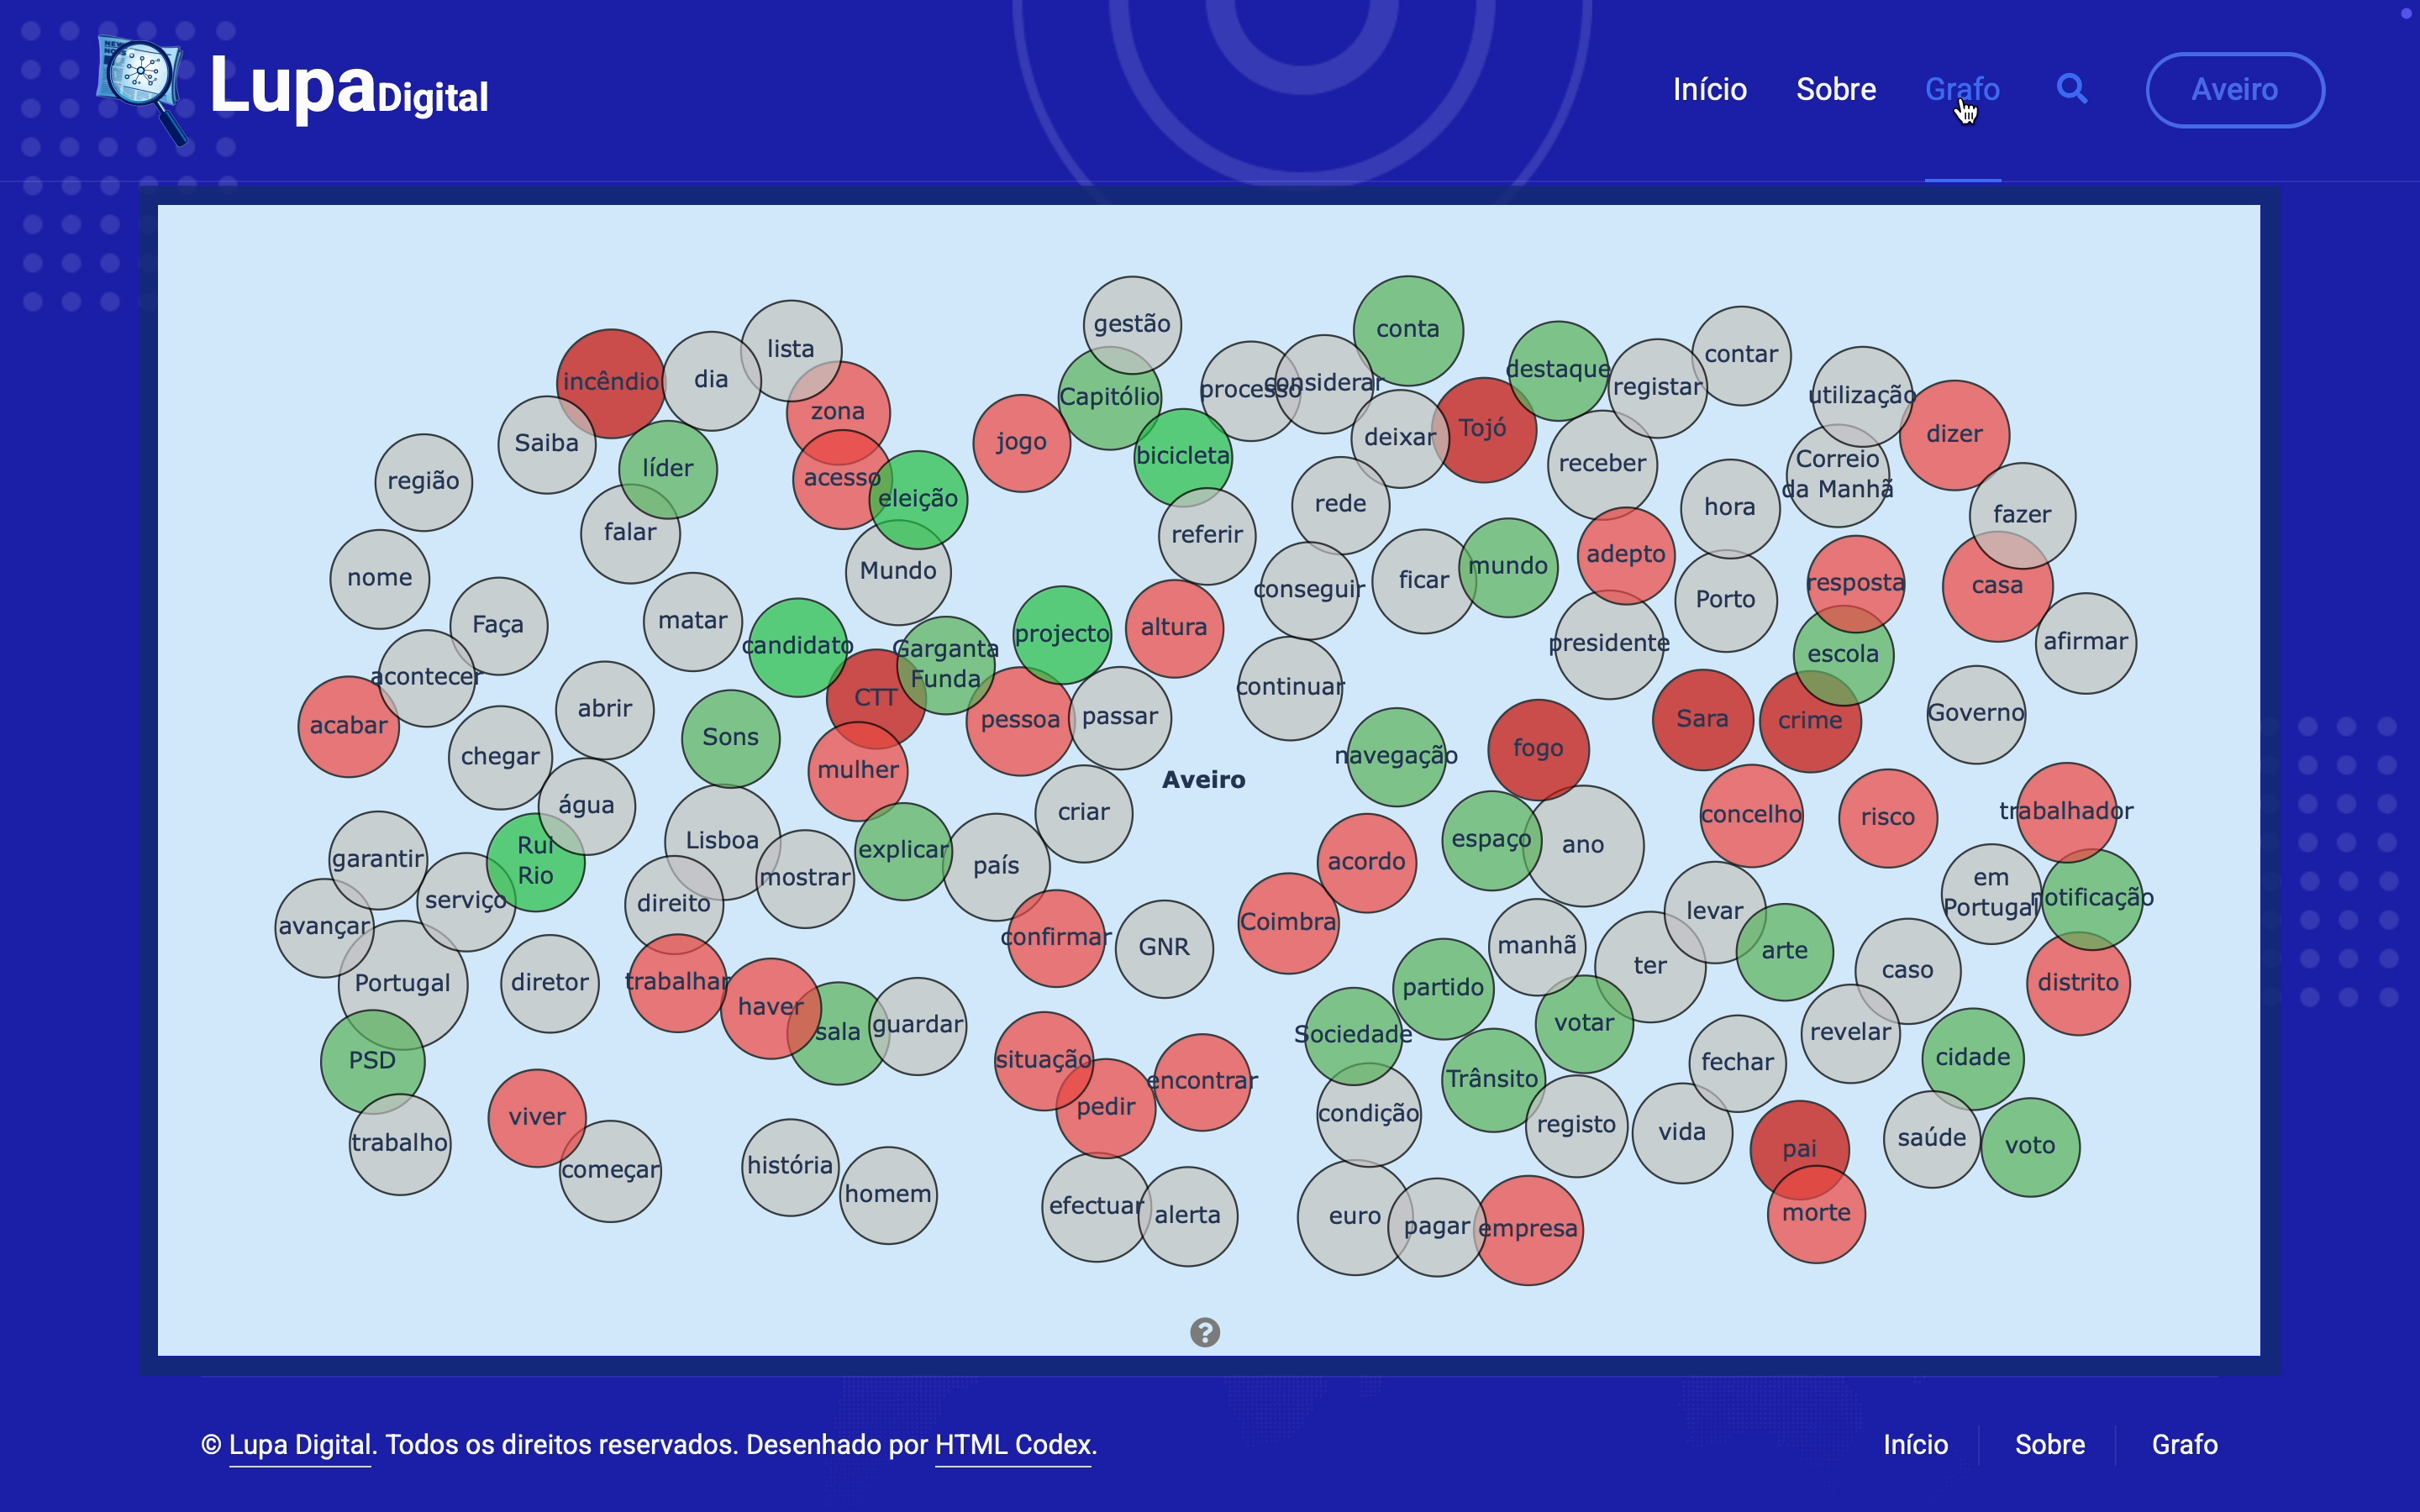 LupaDigital
Início
Sobre
Grafo
Aveiro
gestão
conta
lista
contar
incêndio
dia
destaque
registar
processo
considerar
Capitólio
utilização
zona
Tojó
dizer
deixar
jogo
Saiba
bicicleta
líder
receber
Correio
da Manhã
região
acesso
eleição
rede
hora
fazer
falar
referir
Mundo
nome
conseguir
ficar
mundo
adepto
resposta
casa
Porto
Faça
matar
candidato
Garganta
Funda
projecto
altura
presidente
escola
afirmar
acontecer
CTT
continuar
acabar
abrir
pessoa
passar
Sara
crime
Governo
Sons
chegar
mulher
navegação
fogo
Aveiro
água
criar
concelho
risco
trabalhador
Lisboa
espaço
ano
garantir
Rui
Rio
explicar
país
acordo
mostrar
em
Portugal
notificação
serviço
direito
levar
avançar
confirmar
GNR
Coimbra
manhã
arte
ter
caso
Portugal
diretor
trabalhar
partido
distrito
haver
sala
guardar
Sociedade
votar
revelar
PSD
situação
encontrar
Trânsito
fechar
cidade
viver
pedir
condição
registo
vida
trabalho
saúde
voto
pai
começar
história
homem
efectuar
alerta
euro
pagar
empresa
morte
?
© Lupa Digital. Todos os direitos reservados. Desenhado por HTML Codex.
Início
Sobre
Grafo